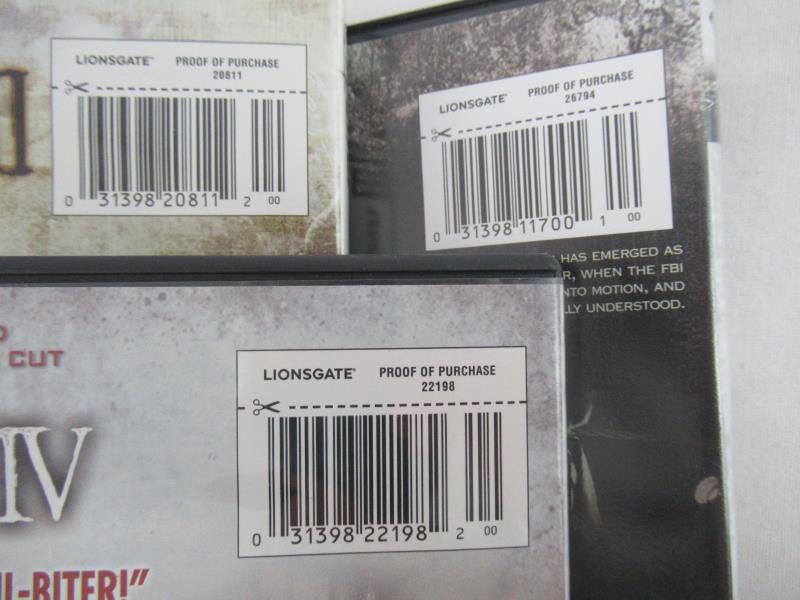 LIONSGATE PROOF OF PURCHASE
20811
0 31398 20811 2 00
LIONSGATE PROOF OF PURCHASE
26794
0 31398 11700 1 00
HAS EMERGED AS
WHEN THE FBI
MOTION, AND
UNDERSTOOD.
CUT
IV
LIONSGATE PROOF OF PURCHASE
22198
0 31398 22198 2 00
-BITER!"